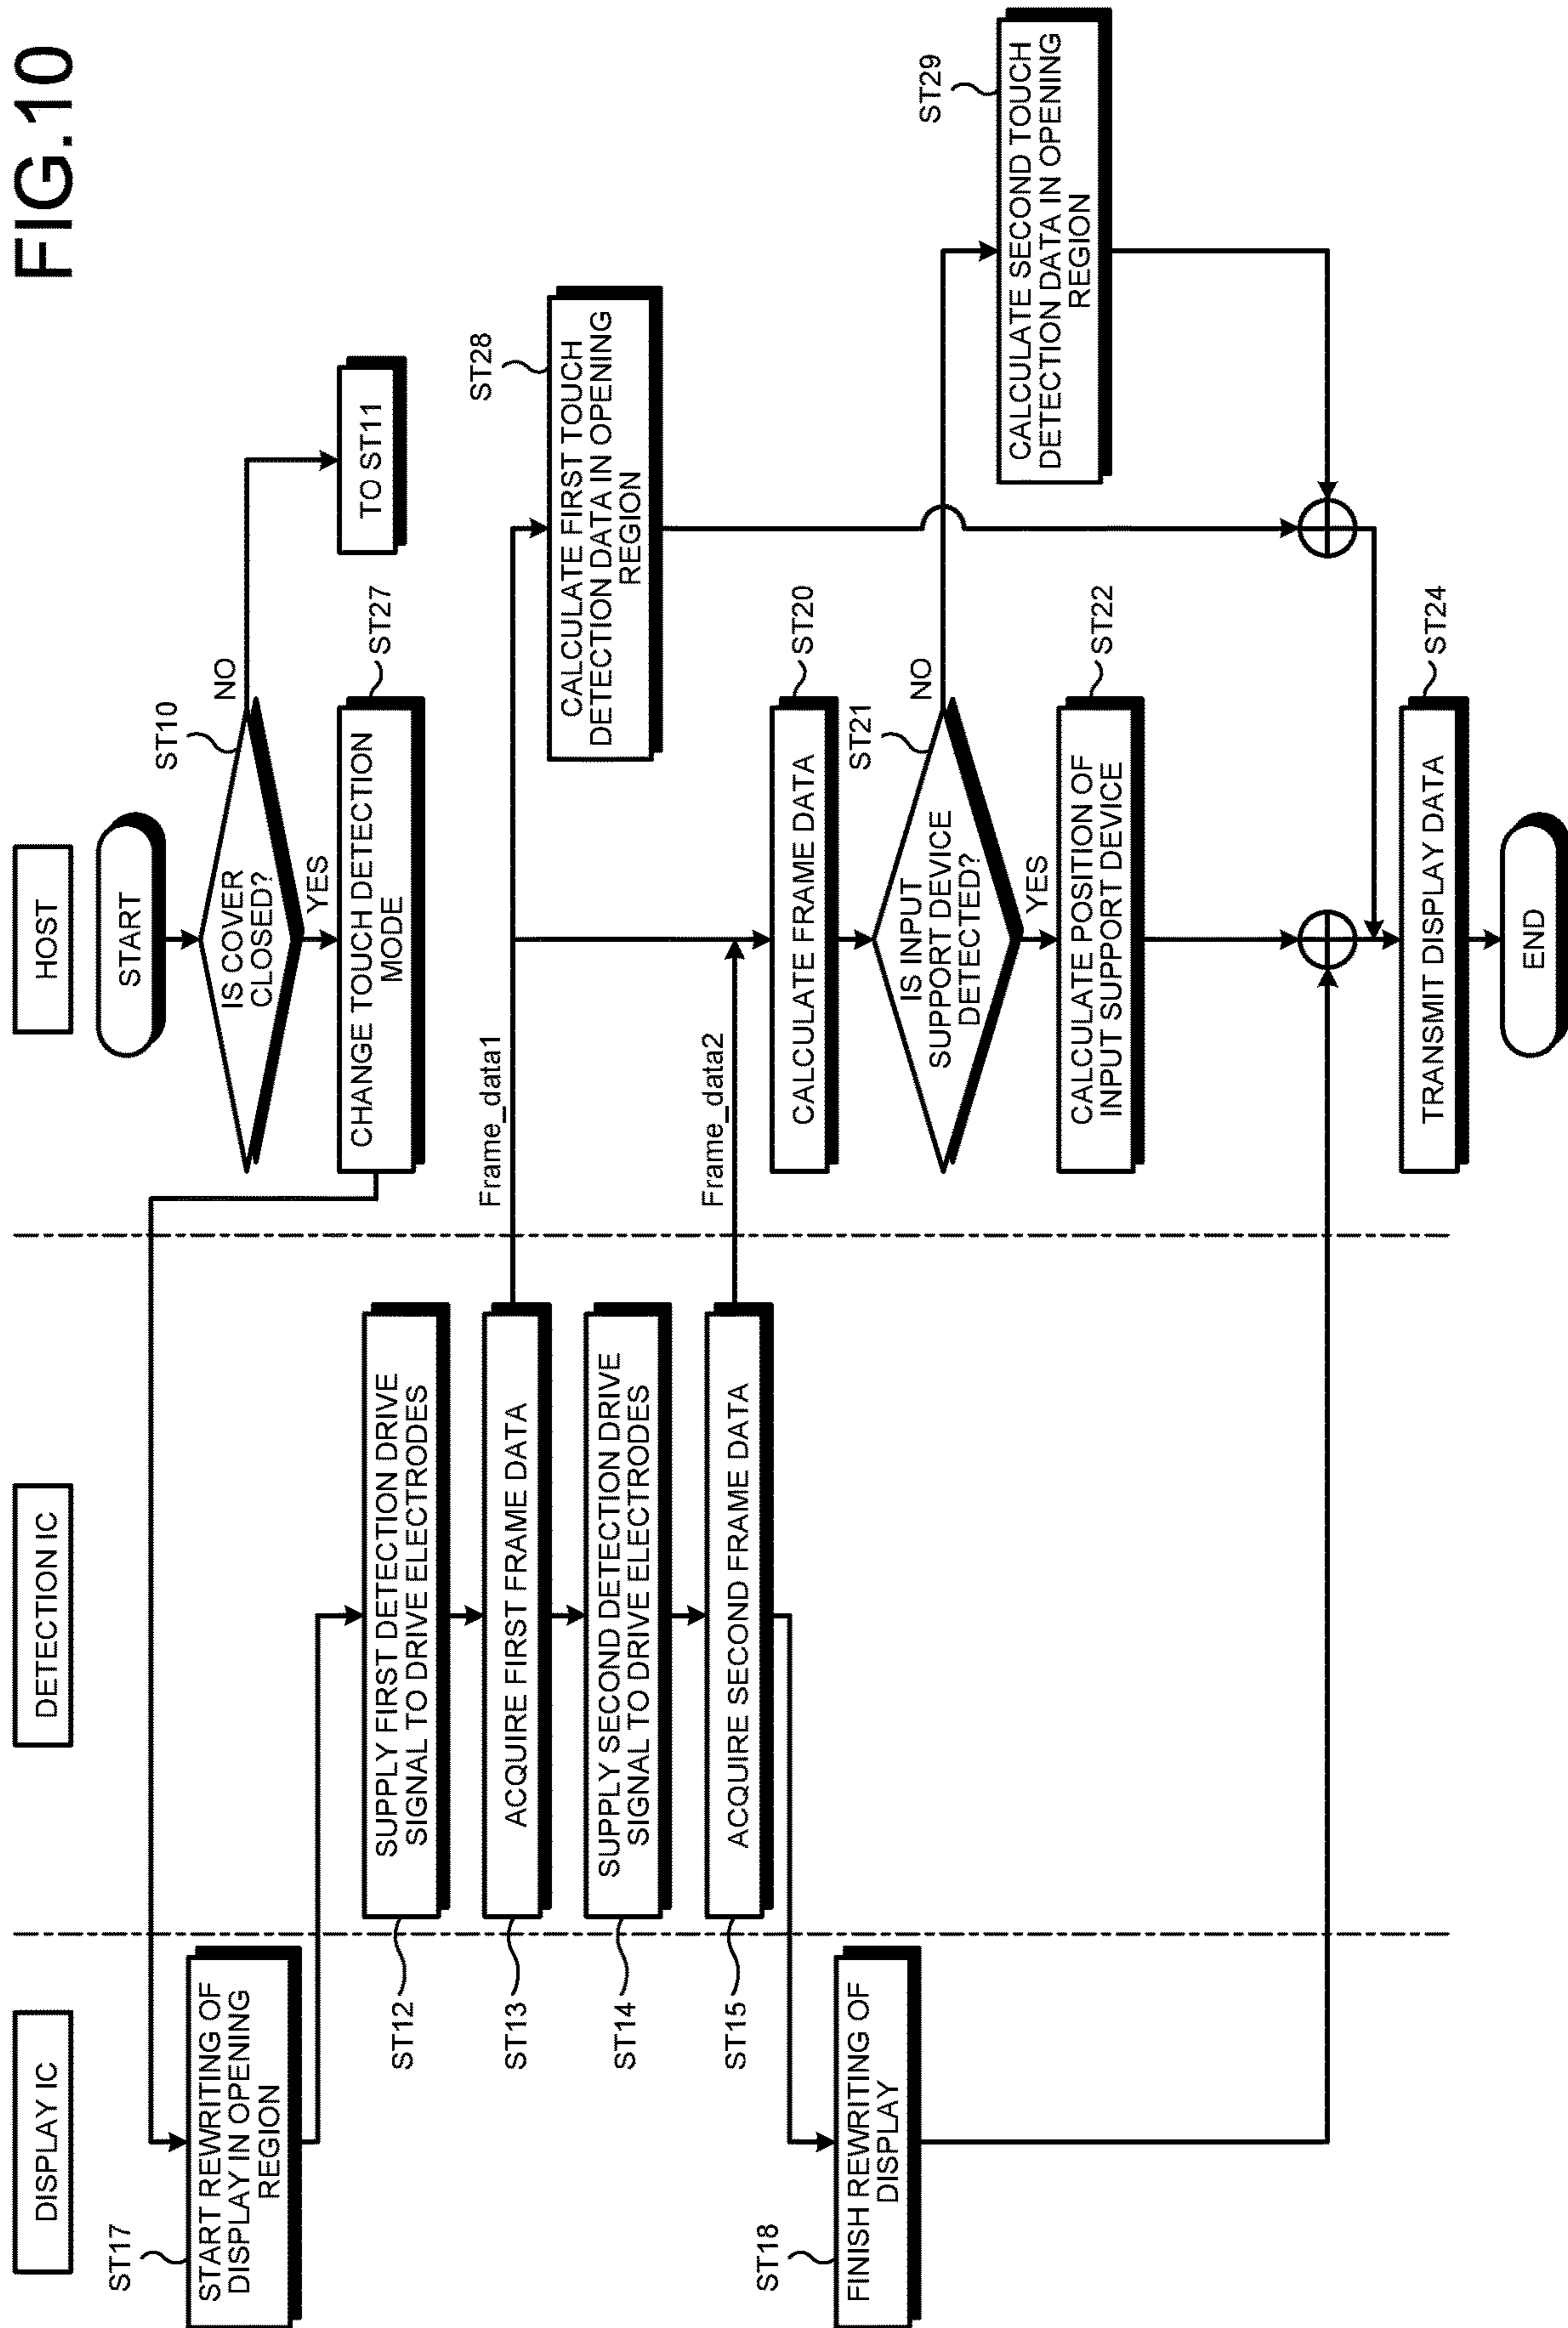 FIG.10
DISPLAY IC
DETECTION IC
HOST
START
ST10
IS COVER
CLOSED?
NO
YES
TO ST11
ST27
CHANGE TOUCH DETECTION
MODE
ST17
START REWRITING OF
DISPLAY IN OPENING
REGION
ST12
SUPPLY FIRST DETECTION DRIVE
SIGNAL TO DRIVE ELECTRODES
ST13
ACQUIRE FIRST FRAME DATA
Frame_data1
ST28
CALCULATE FIRST TOUCH
DETECTION DATA IN OPENING
REGION
ST14
SUPPLY SECOND DETECTION DRIVE
SIGNAL TO DRIVE ELECTRODES
ST15
ACQUIRE SECOND FRAME DATA
Frame_data2
ST20
CALCULATE FRAME DATA
ST18
FINISH REWRITING OF
DISPLAY
ST21
IS INPUT
SUPPORT DEVICE
DETECTED?
NO
YES
ST29
CALCULATE SECOND TOUCH
DETECTION DATA IN OPENING
REGION
ST22
CALCULATE POSITION OF
INPUT SUPPORT DEVICE
ST24
TRANSMIT DISPLAY DATA
END